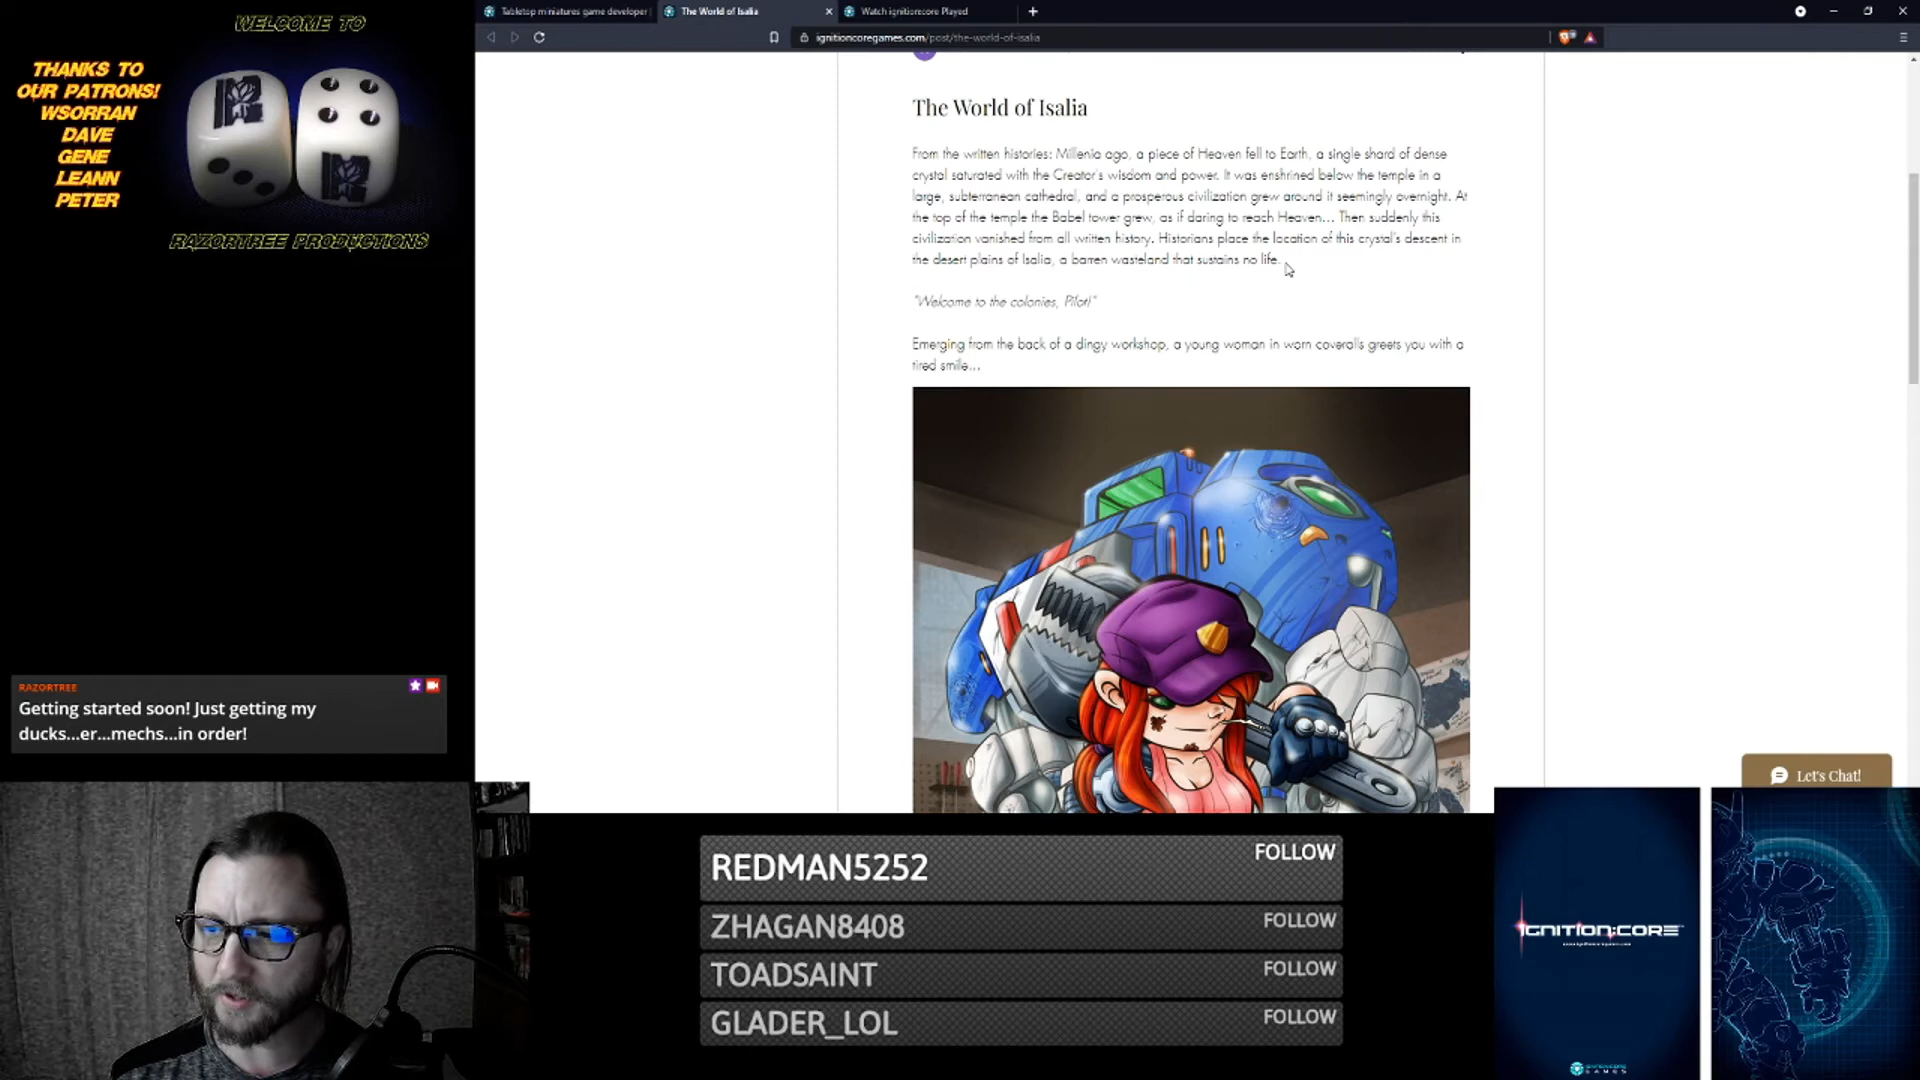 WELCOME TO
THANKS TO
OUR PATRONS!
WSORRAN
DAVE
GENE
LEANN
PETER
RAZORTREE PRODUCTIONS
Tabletop miniatures game developer
The World of Isalia
Watch ignition:core Played
ignitioncoregames.com/post/the-world-of-isalia
The World of Isalia
From the written histories: Millenia ago, a piece of Heaven fell to Earth, a single shard of dense
crystal saturated with the Creator's wisdom and power. It was enshrined below the temple in a
large, subterranean cathedral, and a prosperous civilization grew around it seemingly overnight. At
the top of the temple the Babel tower grew, as if daring to reach Heaven... Then suddenly this
civilization vanished from all written history. Historians place the location of this crystal's descent in
the desert plains of Isalia, a barren wasteland that sustains no life.
"Welcome to the colonies, Pilot!"
Emerging from the back of a dingy workshop, a young woman in worn coveralls greets you with a
tired smile...
RAZORTREE
Getting started soon! Just getting my
ducks...er...mechs...in order!
Let's Chat!
REDMAN5252 FOLLOW
ZHAGAN8408 FOLLOW
TOADSAINT FOLLOW
GLADER_LOL FOLLOW
IGNITION:CORE